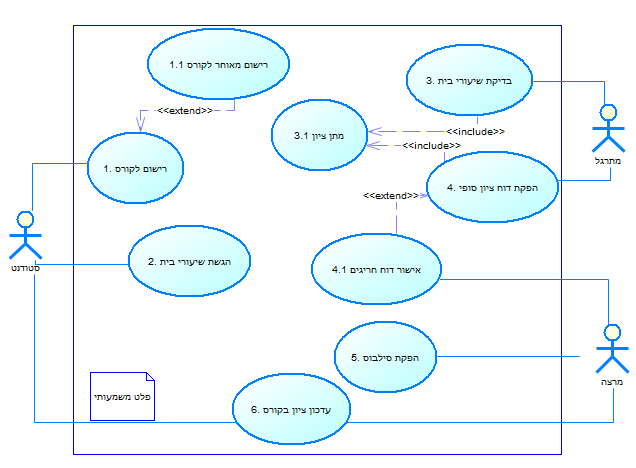 1.1 רישום מאוחר לקורס
3. בדיקת שיעורי בית
<<extend>>
3.1 מתן ציון
<<include>>
<<include>>
מתרגל
1. רישום לקורס
4. הפקת דוח ציון סופי
<<extend>>
סטודנט
2. הגשת שיעורי בית
4.1 אישור דוח חריגים
5. הפקת סילבוס
מרצה
פלט משמעותי
6. עדכון ציון בקורס